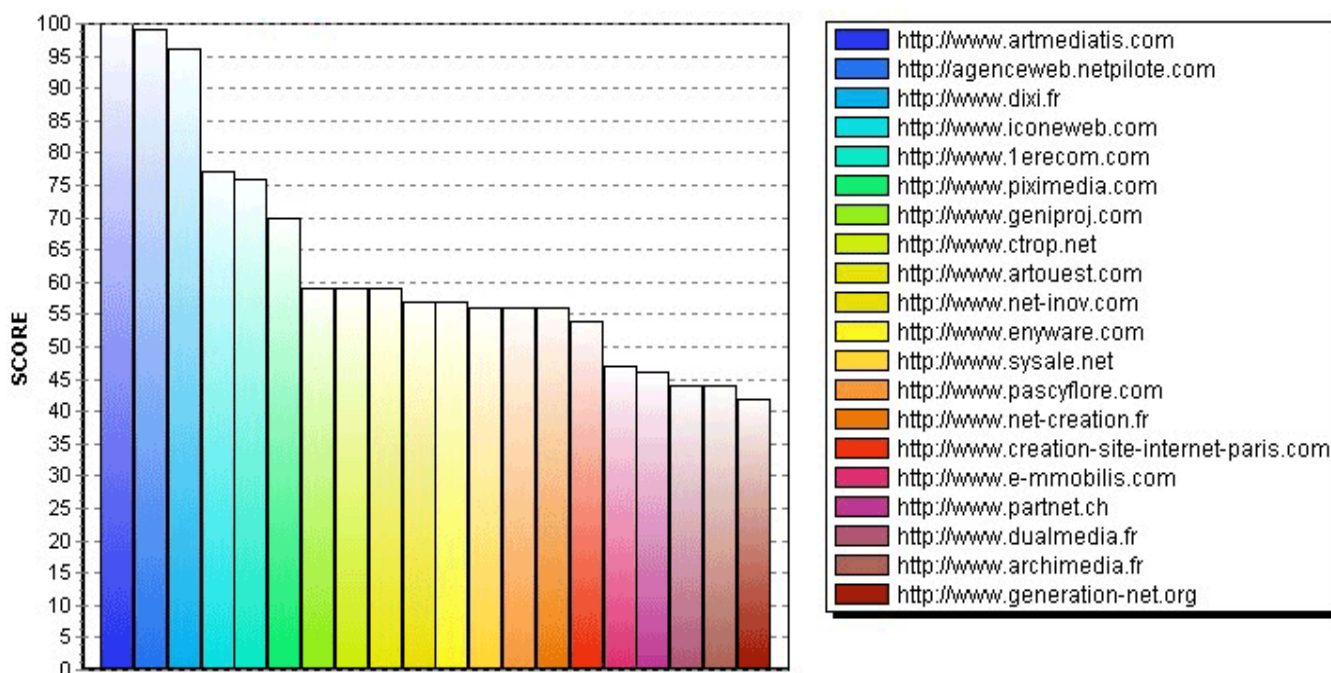 100
95
90
85
80
75
70
65
60
55
50
45
40
35
30
25
20
15
10
5
0
SCORE
http://www.artmediatis.com
http://agenceweb.netpilote.com
http://www.dixi.fr
http://www.iconeweb.com
http://www.1erecom.com
http://www.piximedia.com
http://www.geniproj.com
http://www.ctrop.net
http://www.artouest.com
http://www.net-inov.com
http://www.enyware.com
http://www.sysale.net
http://www.pascyflore.com
http://www.net-creation.fr
http://www.creation-site-internet-paris.com
http://www.e-mmobilis.com
http://www.partnet.ch
http://www.dualmedia.fr
http://www.archimedia.fr
http://www.generation-net.org